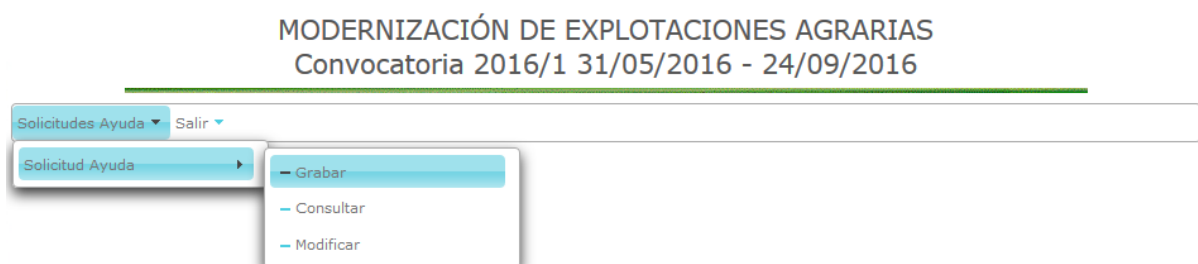 MODERNIZACIÓN DE EXPLOTACIONES AGRARIAS
Convocatoria 2016/1 31/05/2016 - 24/09/2016
Solicitudes Ayuda Salir
Solicitud Ayuda
Grabar
Consultar
Modificar